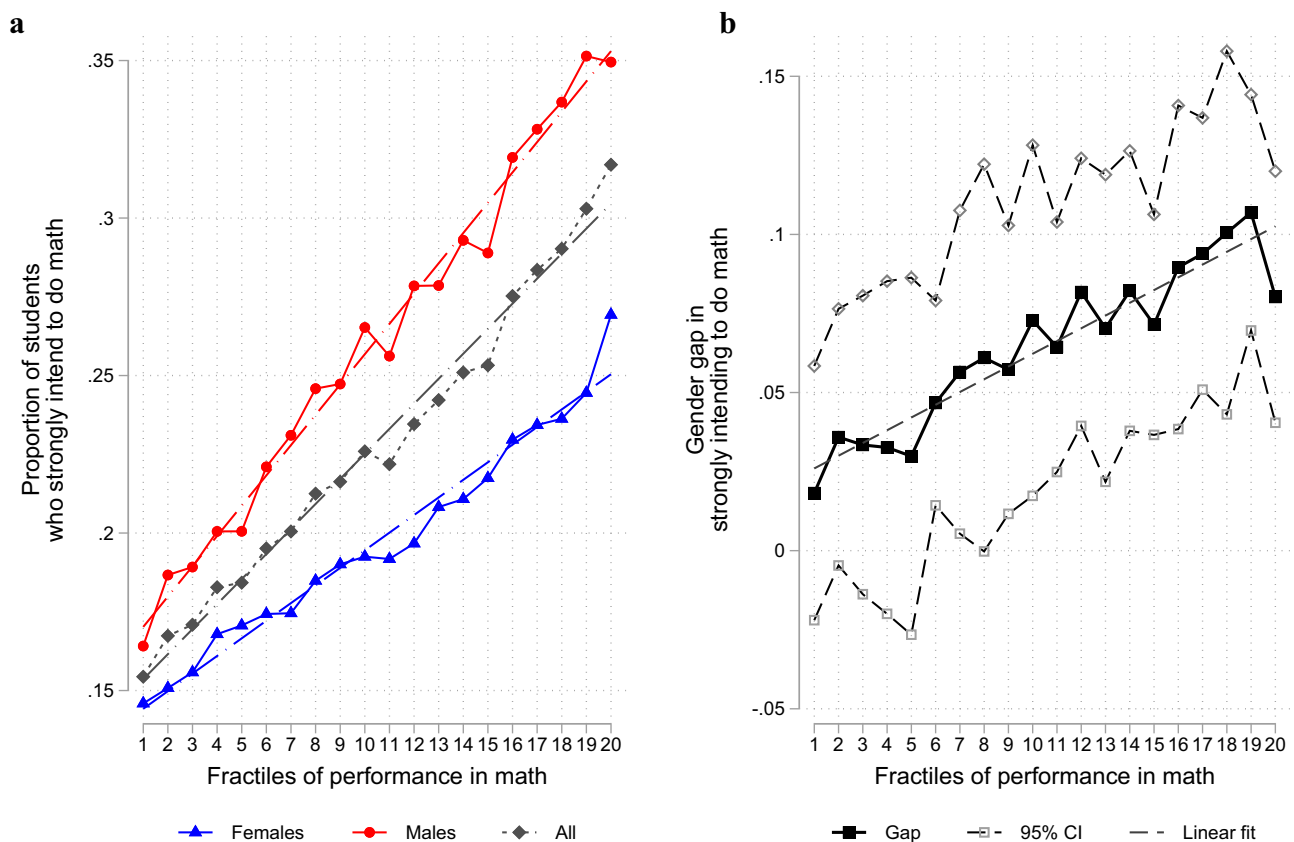 a
Proportion of students
who strongly intend to do math
.35
.3
.25
.2
.15
1 2 3 4 5 6 7 8 9 10 11 12 13 14 15 16 17 18 19 20
Fractiles of performance in math
Females Males All
b
Gender gap in
strongly intending to do math
.15
.1
.05
0
-.05
1 2 3 4 5 6 7 8 9 10 11 12 13 14 15 16 17 18 19 20
Fractiles of performance in math
Gap 95% CI Linear fit